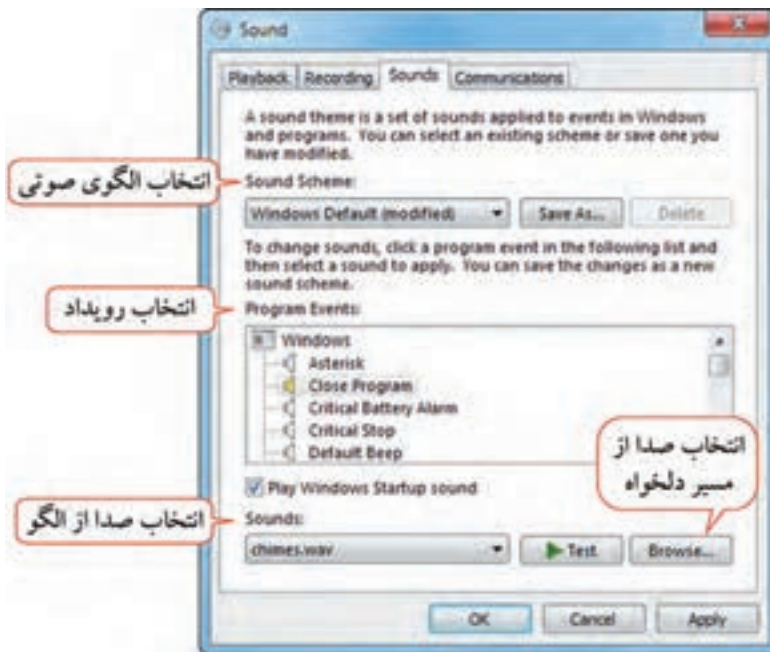 Sound
Playback Recording Sounds Communications
A sound theme is a set of sounds applied to events in Windows
and programs. You can select an existing scheme or save one you
have modified.
انتخاب الگوی صوتی
Sound Scheme:
Windows Default (modified) Save As... Delete
To change sounds, click a program event in the following list and
then select a sound to apply. You can save the changes as a new
sound scheme.
انتخاب رویداد
Program Events:
Windows
Asterisk
Close Program
Critical Battery Alarm
Critical Stop
Default Beep
انتخاب صدا از
مسیر دلخواه
Play Windows Startup sound
انتخاب صدا از الگو
Sounds:
chimes.wav Test Browse...
OK Cancel Apply